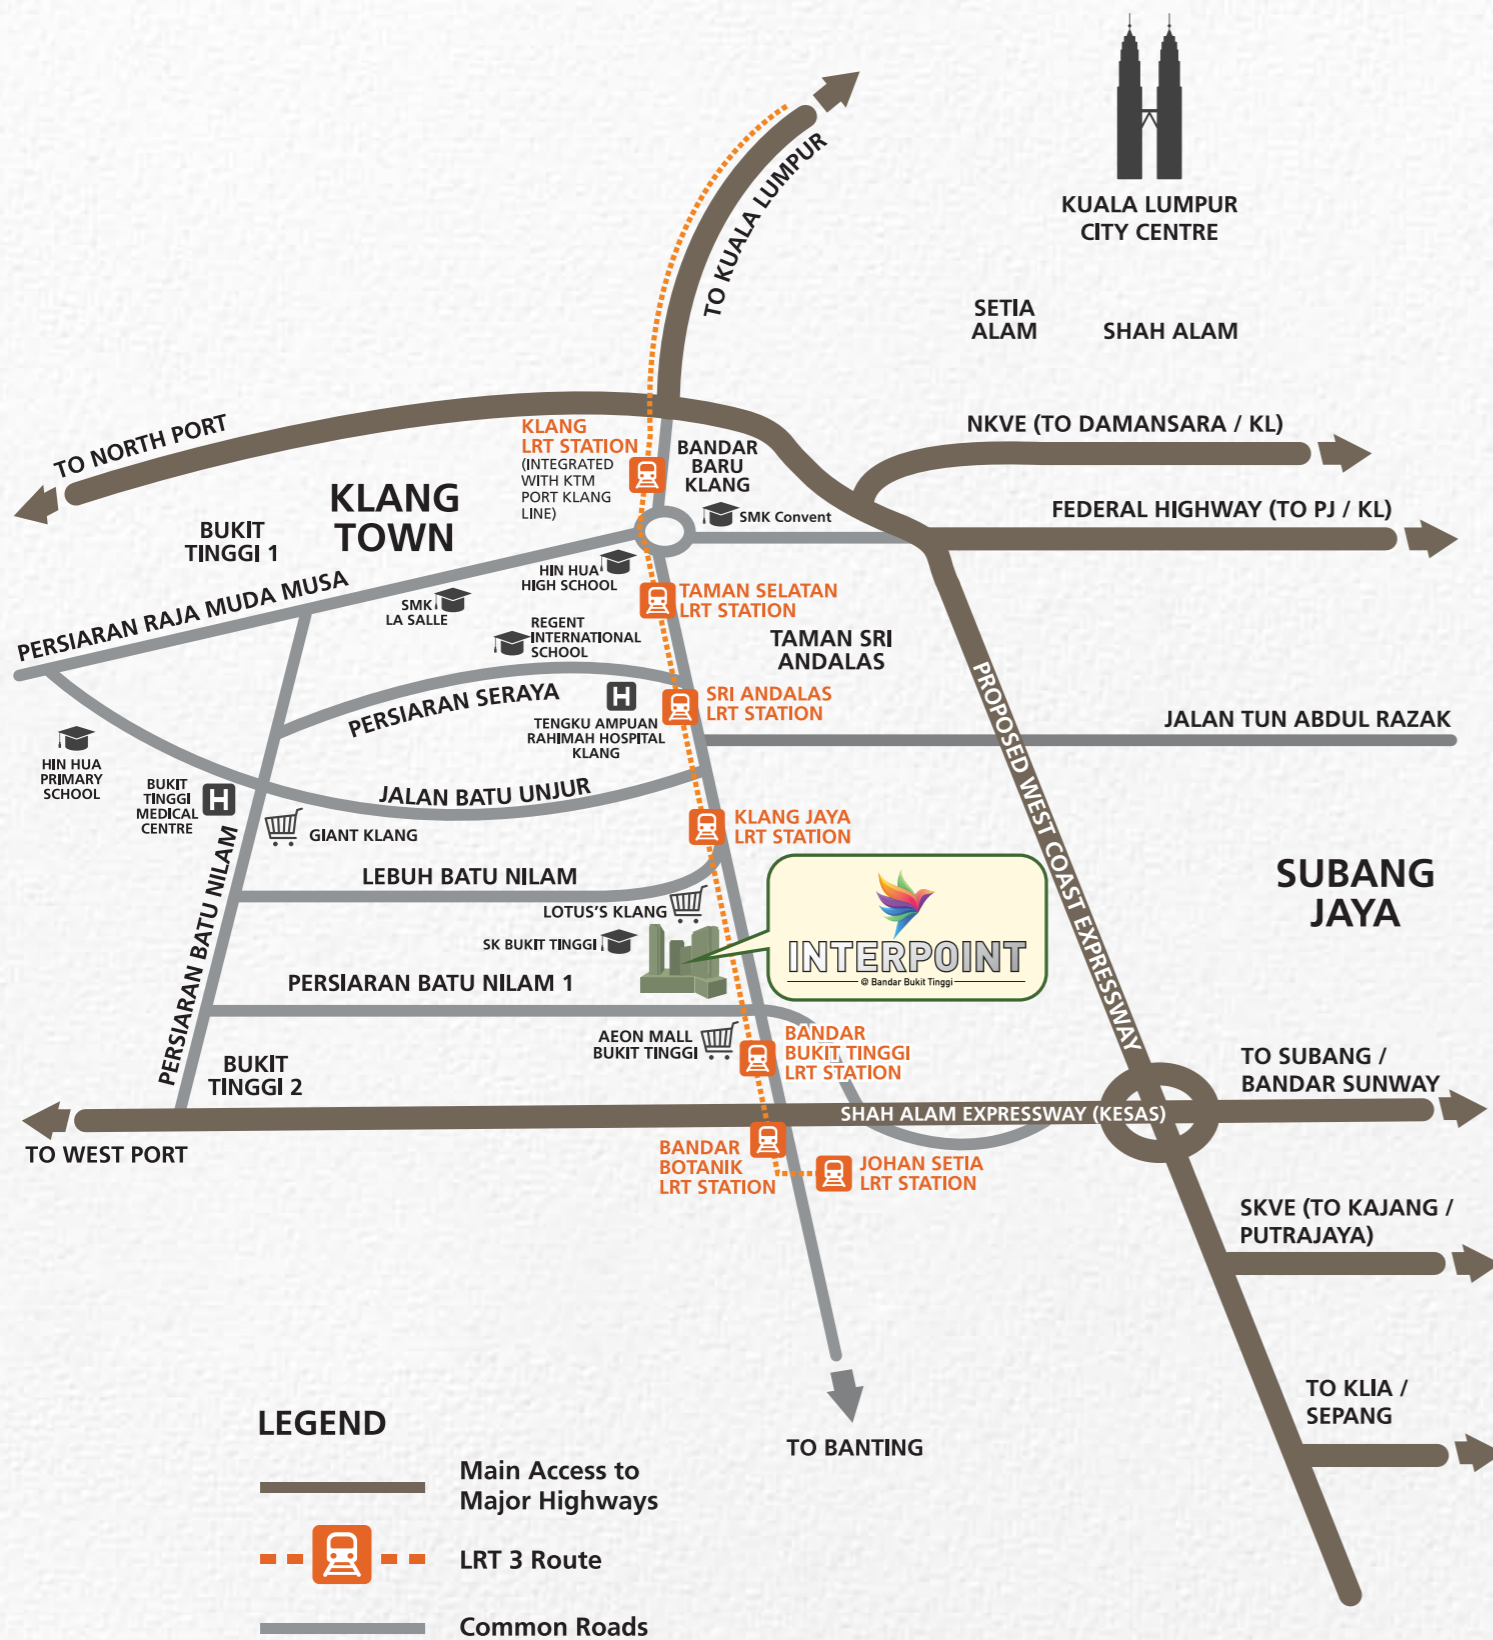 TO KUALA LUMPUR
KUALA LUMPUR
CITY CENTRE
SETIA
ALAM
SHAH ALAM
TO NORTH PORT
NKVE (TO DAMANSARA / KL)
FEDERAL HIGHWAY (TO PJ / KL)
KLANG
LRT STATION
(INTEGRATED
WITH KTM
PORT KLANG
LINE)
BANDAR
BARU
KLANG
SMK Convent
KLANG
TOWN
BUKIT
TINGGI 1
PERSIARAN RAJA MUDA MUSA
HIN HUA
HIGH SCHOOL
SMK
LA SALLE
TAMAN SELATAN
LRT STATION
REGENT
INTERNATIONAL
SCHOOL
TAMAN SRI
ANDALAS
PERSIARAN SERAYA
H
TENGKU AMPUAN
RAHIMAH HOSPITAL
KLANG
SRI ANDALAS
LRT STATION
PROPOSED WEST COAST EXPRESSWAY
JALAN TUN ABDUL RAZAK
HIN HUA
PRIMARY
SCHOOL
BUKIT
TINGGI
MEDICAL
CENTRE
H
JALAN BATU UNJUR
GIANT KLANG
KLANG JAYA
LRT STATION
PERSIARAN BATU NILAM
LEBUH BATU NILAM
LOTUS'S KLANG
SK BUKIT TINGGI
INTERPOINT
@ Bandar Bukit Tinggi
SUBANG
JAYA
PERSIARAN BATU NILAM 1
AEON MALL
BUKIT TINGGI
BANDAR
BUKIT TINGGI
LRT STATION
BUKIT
TINGGI 2
TO SUBANG /
BANDAR SUNWAY
SHAH ALAM EXPRESSWAY (KESAS)
TO WEST PORT
BANDAR
BOTANIK
LRT STATION
JOHAN SETIA
LRT STATION
SKVE (TO KAJANG /
PUTRAJAYA)
TO KLIA /
SEPANG
TO BANTING
LEGEND
Main Access to
Major Highways
LRT 3 Route
Common Roads